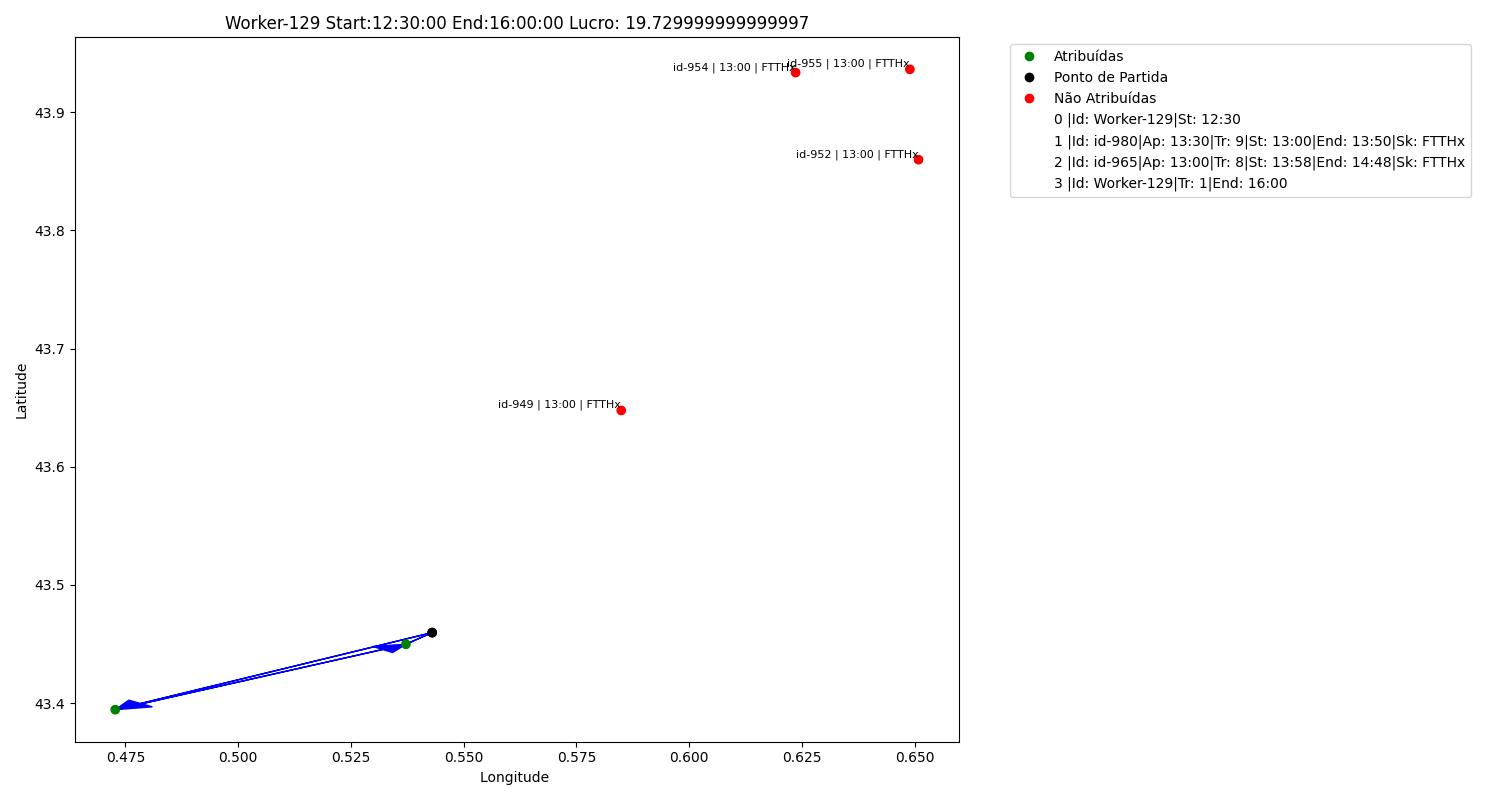 Worker-129 Start:12:30:00 End:16:00:00 Lucro: 19.729999999999997
id-954 | 13:00 | FTTHx
id-955 | 13:00 | FTTHx
id-952 | 13:00 | FTTHx
id-949 | 13:00 | FTTHx
43.9
43.8
43.7
43.6
43.5
43.4
Latitude
0.475 0.500 0.525 0.550 0.575 0.600 0.625 0.650
Longitude
Atribuídas
Ponto de Partida
Não Atribuídas
0 |Id: Worker-129|St: 12:30
1 |Id: id-980|Ap: 13:30|Tr: 9|St: 13:00|End: 13:50|Sk: FTTHx
2 |Id: id-965|Ap: 13:00|Tr: 8|St: 13:58|End: 14:48|Sk: FTTHx
3 |Id: Worker-129|Tr: 1|End: 16:00